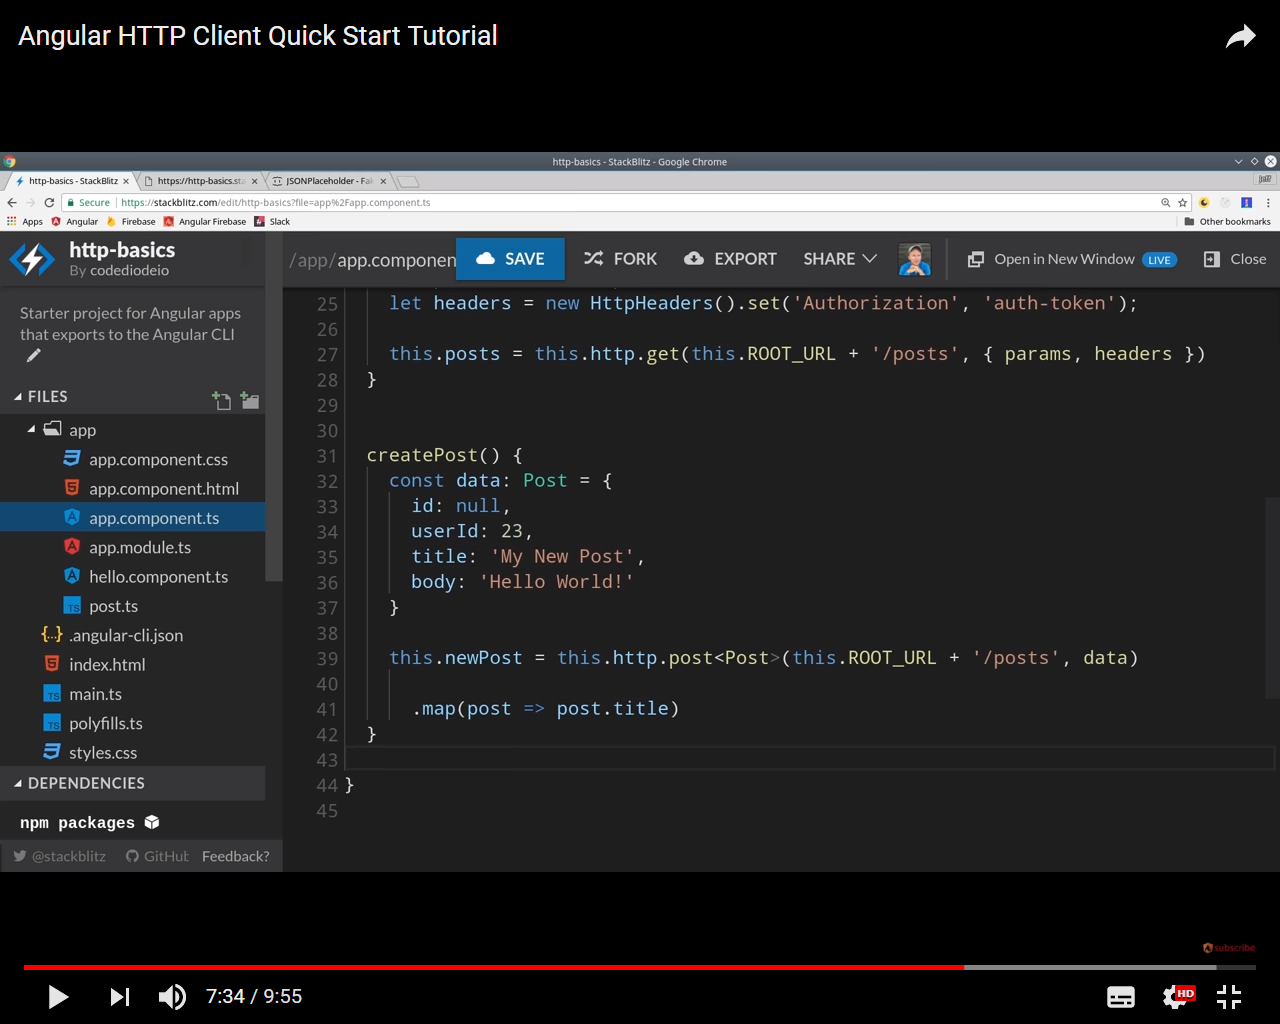 Angular HTTP Client Quick Start Tutorial
http-basics - StackBlitz - Google Chrome
http-basics - StackBlitz
https://http-basics.st
JSONPlaceholder - Fak
Jeff
Secure
https://stackblitz.com/edit/http-basics?file=app%2Fapp.component.ts
Apps
Angular
Firebase
Angular Firebase
Slack
Other bookmarks
http-basics
By codediodeio
/app/app.componen
SAVE
FORK
EXPORT
SHARE
Open in New Window
LIVE
Close
Starter project for Angular apps
that exports to the Angular CLI
FILES
app
app.component.css
app.component.html
app.component.ts
app.module.ts
hello.component.ts
post.ts
.angular-cli.json
index.html
main.ts
polyfills.ts
styles.css
DEPENDENCIES
npm packages
@stackblitz
GitHub
Feedback?
25 let headers = new HttpHeaders().set('Authorization', 'auth-token');
26
27 this.posts = this.http.get(this.ROOT_URL + '/posts', { params, headers })
28 }
29
30
31 createPost() {
32 const data: Post = {
33 id: null,
34 userId: 23,
35 title: 'My New Post',
36 body: 'Hello World!'
37 }
38
39 this.newPost = this.http.post<Post>(this.ROOT_URL + '/posts', data)
40
41 .map(post => post.title)
42 }
43
44 }
45
subscribe
7:34 / 9:55
HD